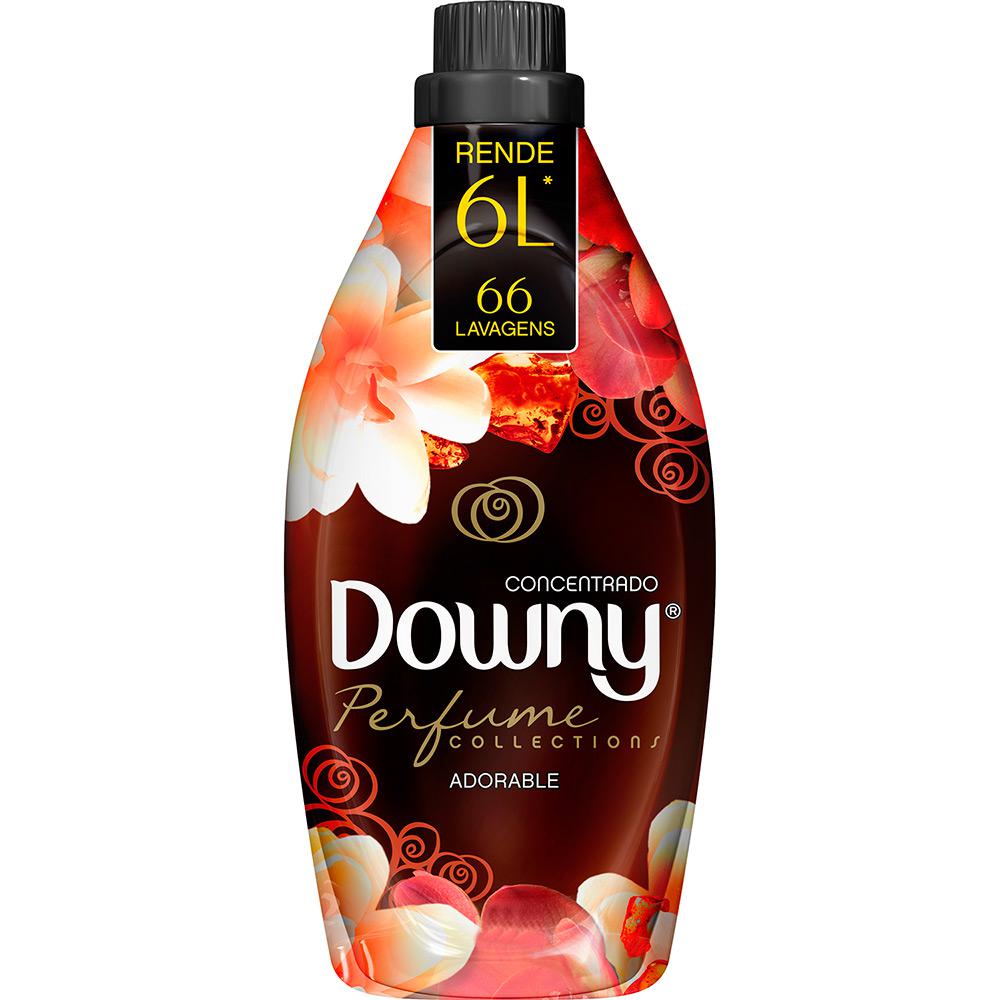 RENDE
6L*
66
LAVAGENS
CONCENTRADO
Downy®
Perfume
COLLECTIONS
ADORABLE